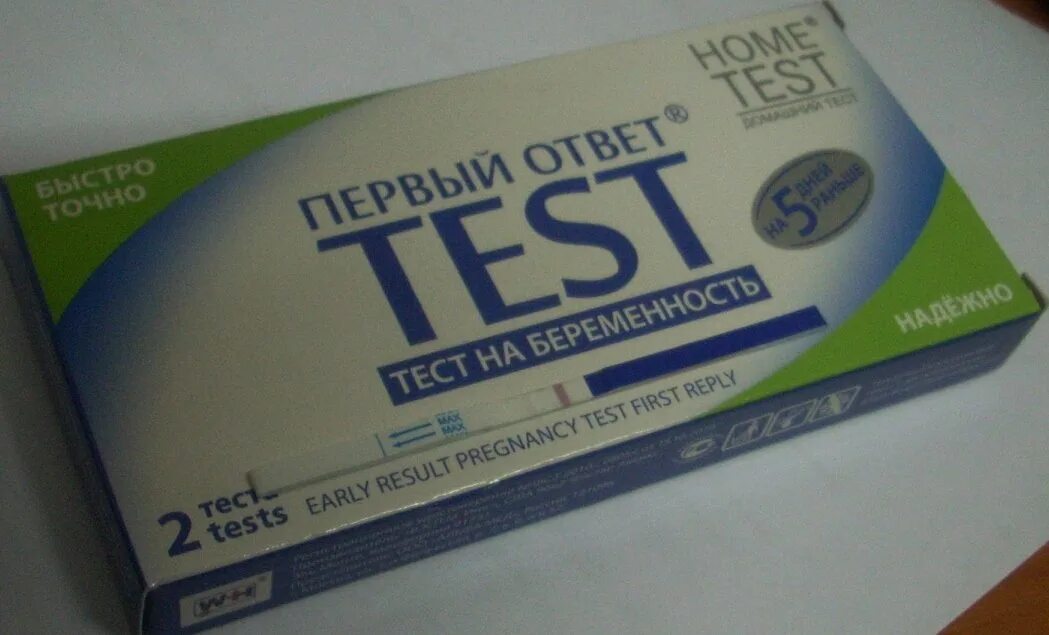 HOME®
TEST
ДОМАШНИЙ ТЕСТ
БЫСТРО
ТОЧНО
ПЕРВЫЙ ОТВЕТ®
TEST
НА 5 ДНЕЙ РАНЬШЕ
ТЕСТ НА БЕРЕМЕННОСТЬ
НАДЁЖНО
MAX
MAX
EARLY RESULT PREGNANCY TEST FIRST REPLY
2 теста
tests
W-H®